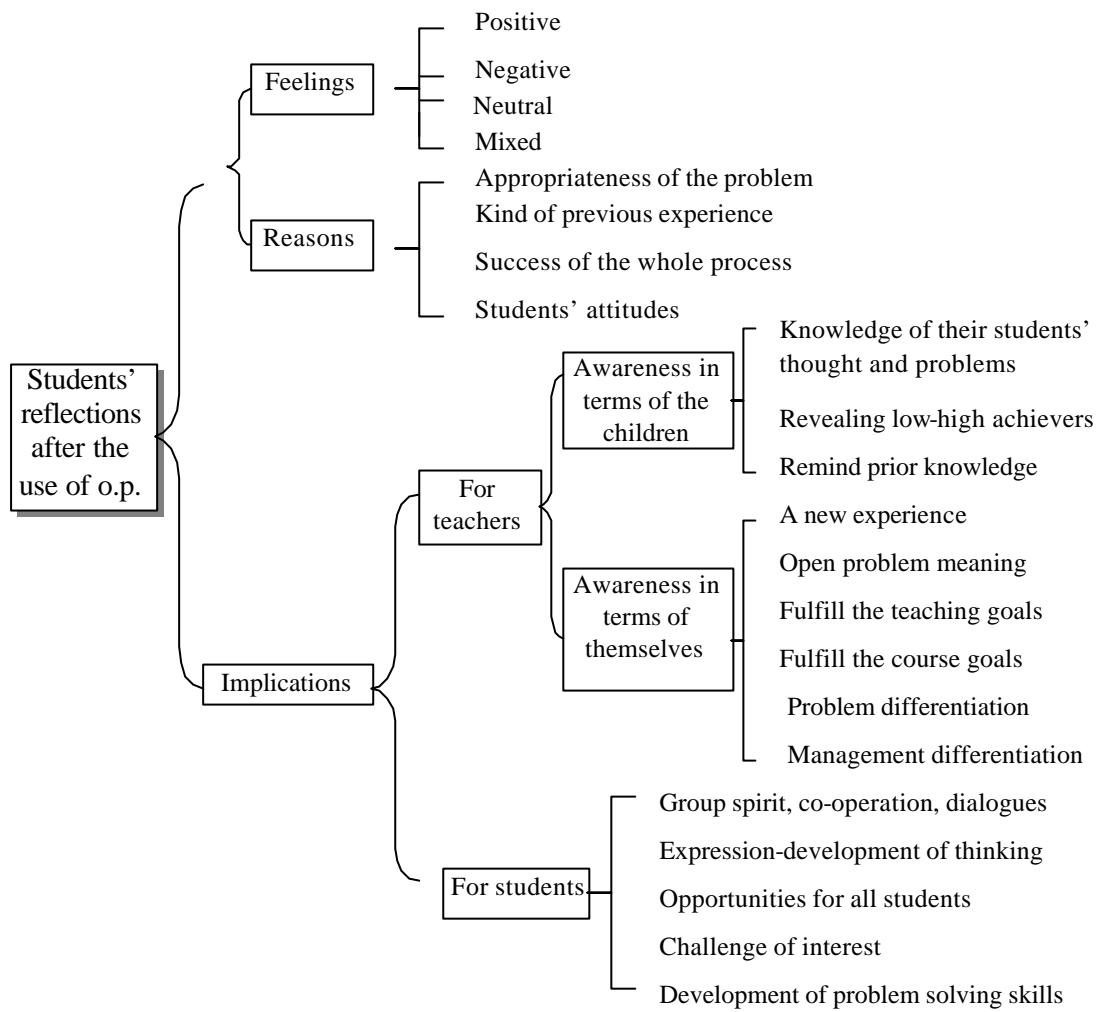 Students’
reflections
after the
use of o.p.
Feelings
Positive
Negative
Neutral
Mixed
Reasons
Appropriateness of the problem
Kind of previous experience
Success of the whole process
Students’ attitudes
Implications
For
teachers
Awareness in
terms of the
children
Knowledge of their students’
thought and problems
Revealing low-high achievers
Remind prior knowledge
Awareness in
terms of
themselves
A new experience
Open problem meaning
Fulfill the teaching goals
Fulfill the course goals
Problem differentiation
Management differentiation
For students
Group spirit, co-operation, dialogues
Expression-development of thinking
Opportunities for all students
Challenge of interest
Development of problem solving skills